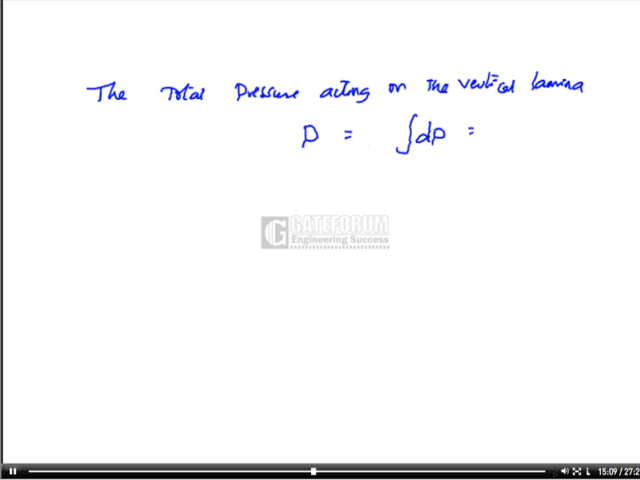 The Total Pressure acting on the vertical lamina
P = ∫dP =
GATEFORUM
Engineering Success
15:09 / 27:2